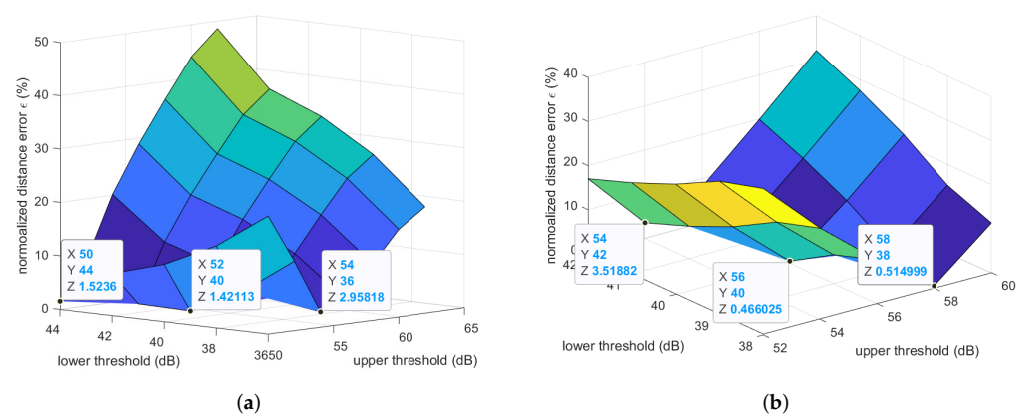 normoalized distance error ϵ (%)
50
40
30
20
10
0
X 50
Y 44
Z 1.5236
X 52
Y 40
Z 1.42113
X 54
Y 36
Z 2.95818
44
42
40
38
3650
55
60
65
lower threshold (dB)
upper threshold (dB)
(a)
normoalized distance error ϵ (%)
40
30
20
10
0
X 54
Y 42
Z 3.51882
X 56
Y 40
Z 0.466025
X 58
Y 38
Z 0.514999
42
41
40
39
38
52
54
56
58
60
lower threshold (dB)
upper threshold (dB)
(b)